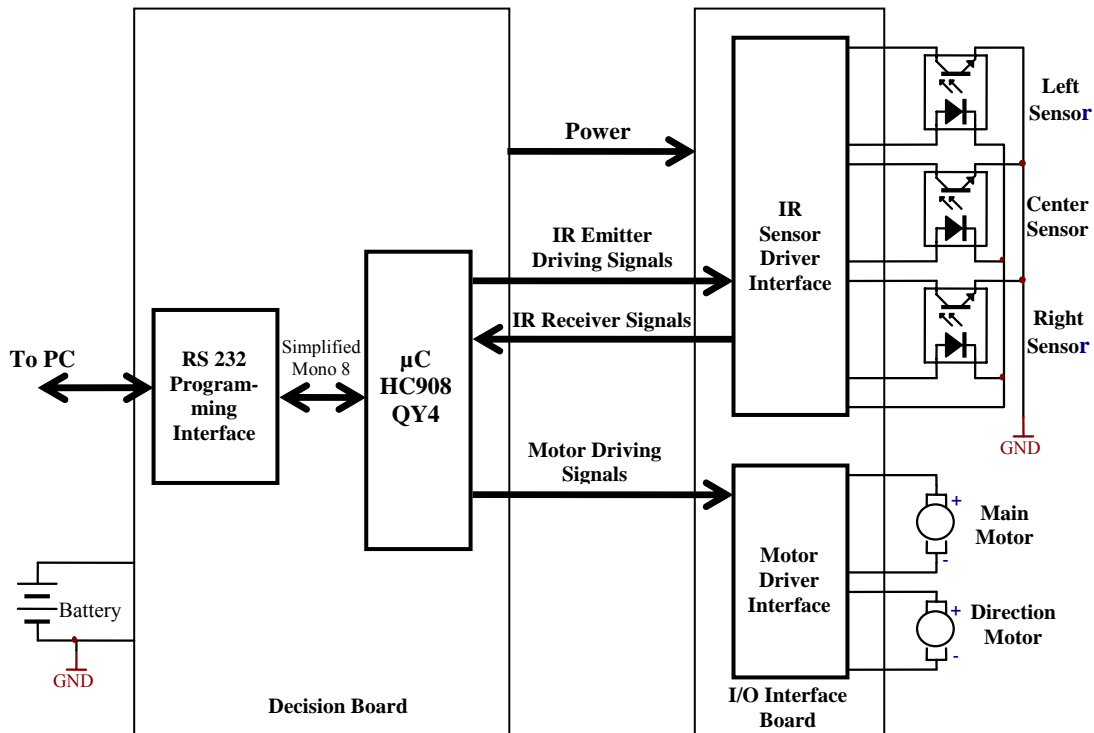 Power
Left
Sensor
IR
Sensor
Driver
Interface
Center
Sensor
IR Emitter
Driving Signals
IR Receiver Signals
Right
Sensor
To PC
RS 232
Program-
ming
Interface
Simplified
Mono 8
µC
HC908
QY4
GND
Motor Driving
Signals
Motor
Driver
Interface
+
Main
Motor
-
+
Direction
Motor
-
Battery
GND
Decision Board
I/O Interface
Board